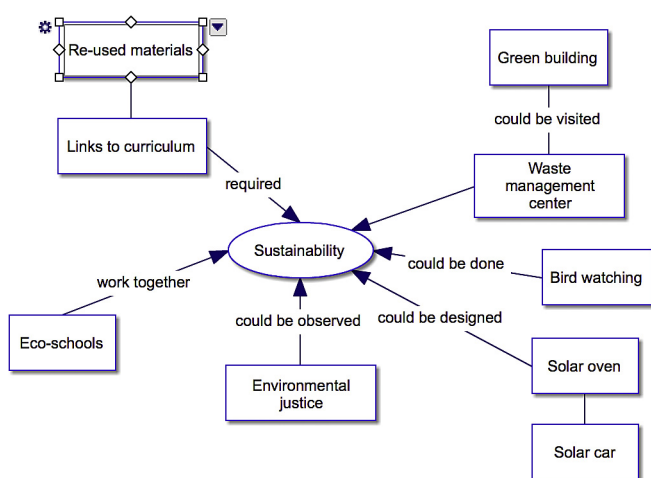 Re-used materials
Green building
could be visited
Links to curriculum
Waste
management
center
required
Sustainability
could be done
Bird watching
work together
could be observed
could be designed
Eco-schools
Environmental
justice
Solar oven
Solar car